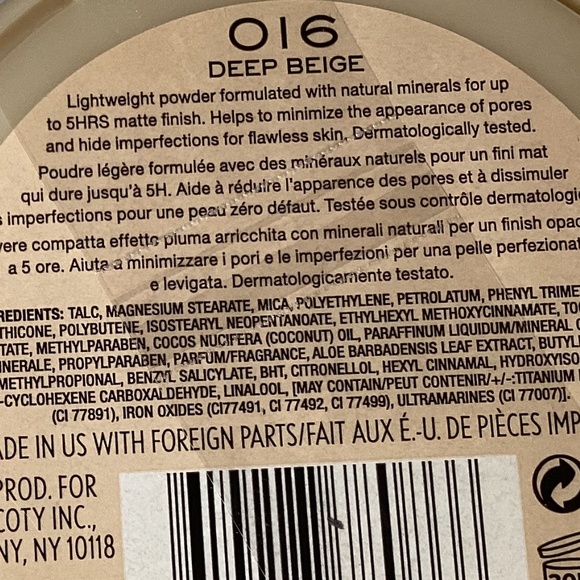 016
DEEP BEIGE
Lightweight powder formulated with natural minerals for up
to 5HRS matte finish. Helps to minimize the appearance of pores
and hide imperfections for flawless skin. Dermatologically tested.
Poudre légère formulée avec des minéraux naturels pour un fini mat
qui dure jusqu'à 5H. Aide à réduire l'apparence des pores et à dissimuler
s imperfections pour une peau zéro défaut. Testée sous contrôle dermatologi
vere compatta effetto piuma arricchita con minerali naturali per un finish opac
a 5 ore. Aiuta a minimizzare i pori e le imperfezioni per una pelle perfezionat
e levigata. Dermatologicamente testato.
REDIENTS: TALC, MAGNESIUM STEARATE, MICA, POLYETHYLENE, PETROLATUM, PHENYL TRIME
THICONE, POLYBUTENE, ISOSTEARYL NEOPENTANOATE, ETHYLHEXYL METHOXYCINNAMATE, TOC
TATE, METHYLPARABEN, COCOS NUCIFERA (COCONUT) OIL, PARAFFINUM LIQUIDUM/MINERAL O
MINERALE, PROPYLPARABEN, PARFUM/FRAGRANCE, ALOE BARBADENSIS LEAF EXTRACT, BUTYL
METHYLPROPIONAL, BENZYL SALICYLATE, BHT, CITRONELLOL, HEXYL CINNAMAL, HYDROXYISO
-CYCLOHEXENE CARBOXALDEHYDE, LINALOOL, [MAY CONTAIN/PEUT CONTENIR/+/-:TITANIUM
(CI 77891), IRON OXIDES (CI77491, CI 77492, CI 77499), ULTRAMARINES (CI 77007)].
ADE IN US WITH FOREIGN PARTS/FAIT AUX É.-U. DE PIÈCES IMP
PROD. FOR
COTY INC.,
NY, NY 10118